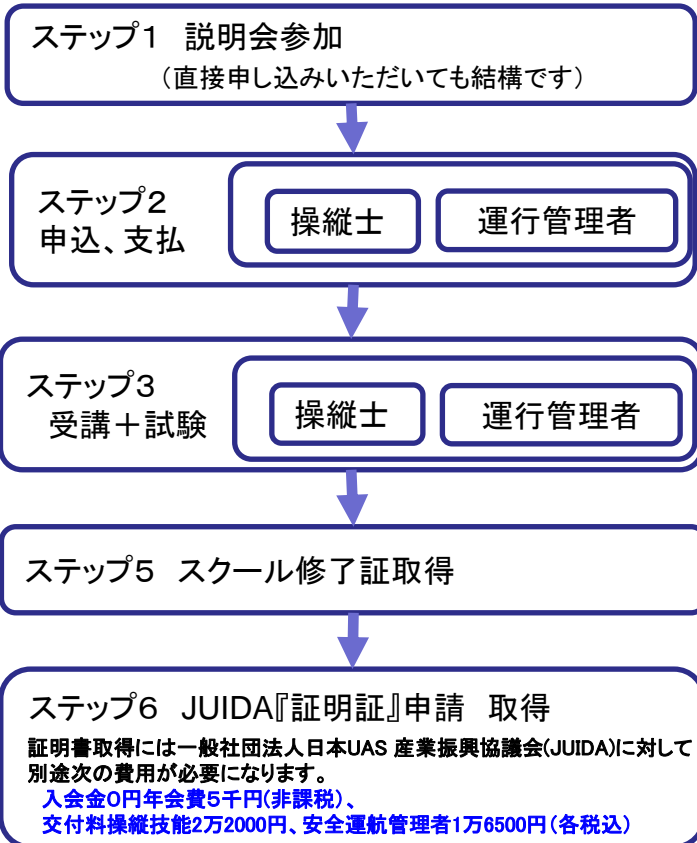 ステップ1　説明会参加
（直接申し込みいただいても結構です）
ステップ2
申込、支払
操縦士
運行管理者
ステップ3
受講＋試験
操縦士
運行管理者
ステップ5　スクール修了証取得
ステップ6　JUIDA『証明証』申請　取得
証明書取得には一般社団法人日本UAS 産業振興協議会(JUIDA)に対して
別途次の費用が必要になります。
入会金0円年会費5千円(非課税)、
交付料操縦技能2万2000円、安全運航管理者1万6500円（各税込）